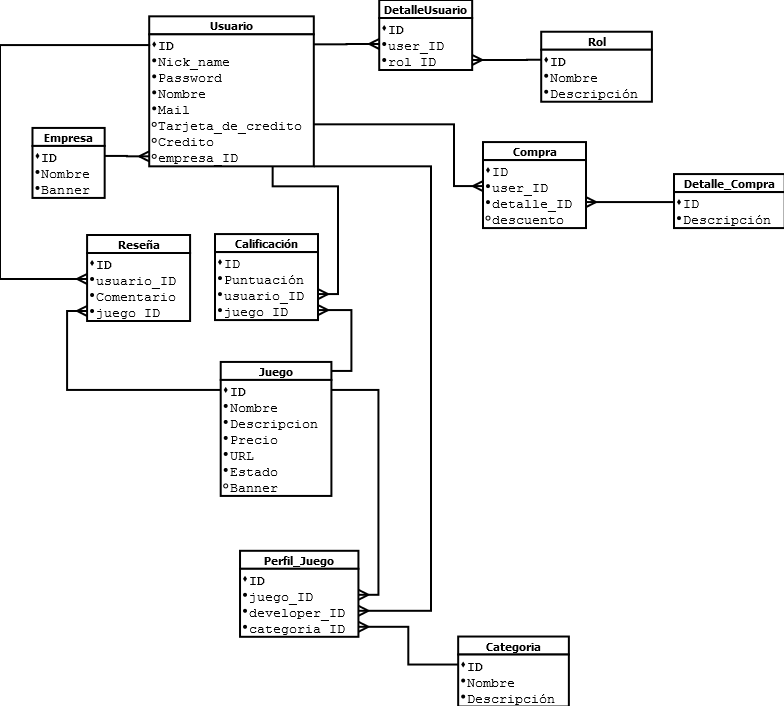 Usuario
ID
Nick_name
Password
Nombre
Mail
Tarjeta_de_credito
Credito
empresa_ID
DetalleUsuario
ID
user_ID
rol_ID
Rol
ID
Nombre
Descripción
Empresa
ID
Nombre
Banner
Compra
ID
user_ID
detalle_ID
descuento
Detalle_Compra
ID
Descripción
Reseña
ID
usuario_ID
Comentario
juego_ID
Calificación
ID
Puntuación
usuario_ID
juego_ID
Juego
ID
Nombre
Descripcion
Precio
URL
Estado
Banner
Perfil_Juego
ID
juego_ID
developer_ID
categoria_ID
Categoria
ID
Nombre
Descripción